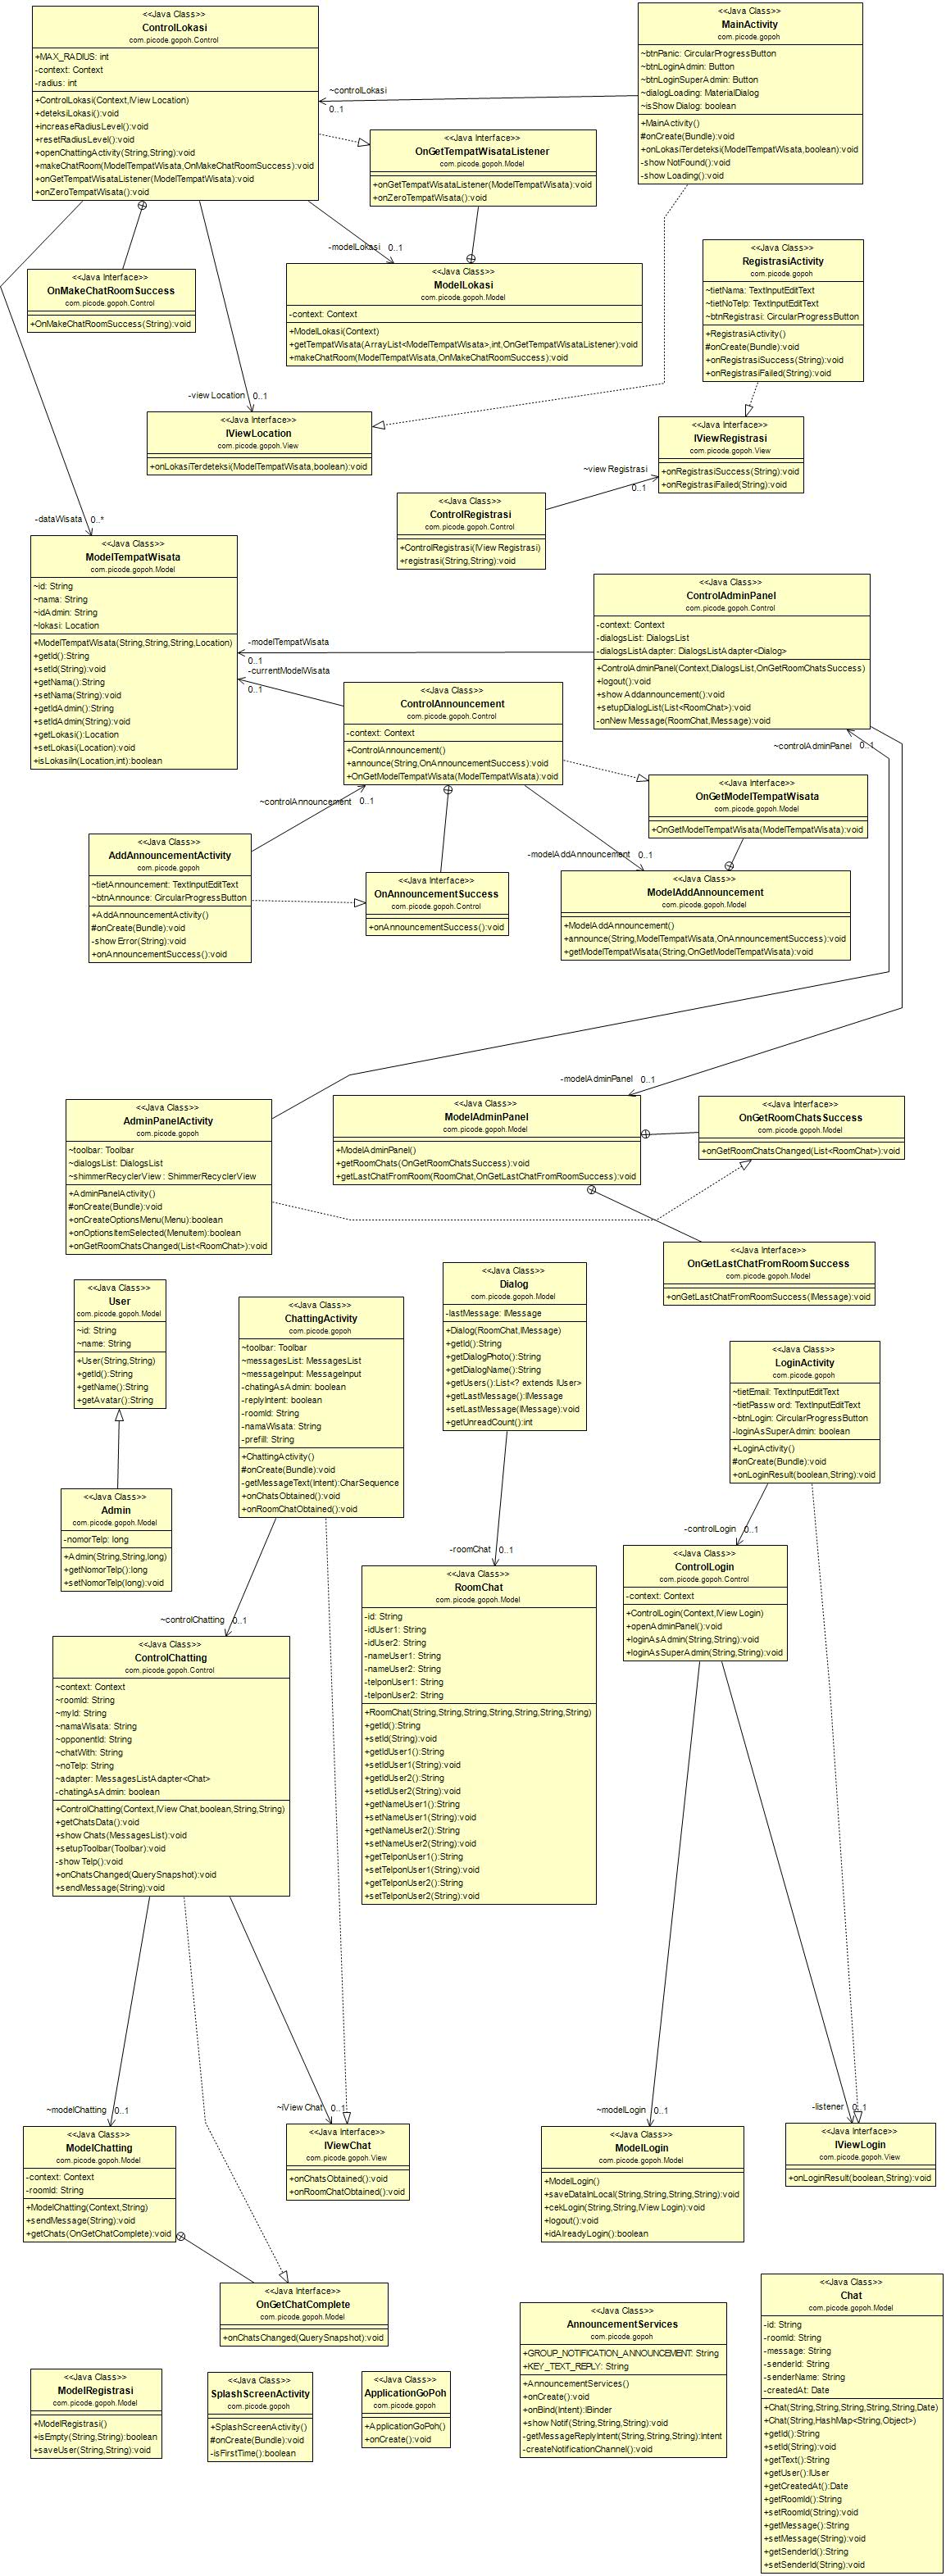 <<Java Class>>
ControlLokasi
com.picode.gopoh.Control
+MAX_RADIUS: int
-context: Context
-radius: int
+ControlLokasi(Context,IView Location)
+deteksiLokasi():void
+increaseRadiusLevel():void
+resetRadiusLevel():void
+openChattingActivity(String,String):void
+makeChatRoom(ModelTempatWisata,OnMakeChatRoomSuccess):void
+onGetTempatWisataListener(ModelTempatWisata):void
+onZeroTempatWisata():void
<<Java Class>>
MainActivity
com.picode.gopoh
~btnPanic: CircularProgressButton
~btnLoginAdmin: Button
~btnLoginSuperAdmin: Button
~dialogLoading: MaterialDialog
~isShow Dialog: boolean
+MainActivity()
#onCreate(Bundle):void
+onLokasiTerdeteksi(ModelTempatWisata,boolean):void
-show NotFound():void
-show Loading():void
~controlLokasi
0..1
<<Java Interface>>
OnGetTempatWisataListener
com.picode.gopoh.Model
+onGetTempatWisataListener(ModelTempatWisata):void
+onZeroTempatWisata():void
<<Java Interface>>
OnMakeChatRoomSuccess
com.picode.gopoh.Control
+OnMakeChatRoomSuccess(String):void
-modelLokasi 0..1
<<Java Class>>
ModelLokasi
com.picode.gopoh.Model
-context: Context
+ModelLokasi(Context)
+getTempatWisata(ArrayList<ModelTempatWisata>,int,OnGetTempatWisataListener):void
+makeChatRoom(ModelTempatWisata,OnMakeChatRoomSuccess):void
<<Java Class>>
RegistrasiActivity
com.picode.gopoh
~tietNama: TextInputEditText
~tietNoTelp: TextInputEditText
~btnRegistrasi: CircularProgressButton
+RegistrasiActivity()
#onCreate(Bundle):void
+onRegistrasiSuccess(String):void
+onRegistrasiFailed(String):void
-view Location 0..1
<<Java Interface>>
IViewLocation
com.picode.gopoh.View
+onLokasiTerdeteksi(ModelTempatWisata,boolean):void
<<Java Interface>>
IViewRegistrasi
com.picode.gopoh.View
+onRegistrasiSuccess(String):void
+onRegistrasiFailed(String):void
~view Registrasi
0..1
<<Java Class>>
ControlRegistrasi
com.picode.gopoh.Control
+ControlRegistrasi(IView Registrasi)
+registrasi(String,String):void
-dataWisata 0..*
<<Java Class>>
ModelTempatWisata
com.picode.gopoh.Model
~id: String
~nama: String
~idAdmin: String
~lokasi: Location
+ModelTempatWisata(String,String,String,Location)
+getId():String
+setId(String):void
+getNama():String
+setNama(String):void
+getIdAdmin():String
+setIdAdmin(String):void
+getLokasi():Location
+setLokasi(Location):void
+isLokasiIn(Location,int):boolean
<<Java Class>>
ControlAdminPanel
com.picode.gopoh.Control
-context: Context
-dialogsList: DialogsList
-dialogsListAdapter: DialogsListAdapter<Dialog>
+ControlAdminPanel(Context,DialogsList,OnGetRoomChatsSuccess)
+logout():void
+show Addannouncement():void
+setupDialogList(List<RoomChat>):void
-onNew Message(RoomChat,IMessage):void
-modelTempatWisata
0..1
-currentModelWisata
0..1
<<Java Class>>
ControlAnnouncement
com.picode.gopoh.Control
-context: Context
+ControlAnnouncement()
+announce(String,OnAnnouncementSuccess):void
+OnGetModelTempatWisata(ModelTempatWisata):void
~controlAdminPanel 0..1
<<Java Interface>>
OnGetModelTempatWisata
com.picode.gopoh.Model
+OnGetModelTempatWisata(ModelTempatWisata):void
~controlAnnouncement 0..1
<<Java Class>>
AddAnnouncementActivity
com.picode.gopoh
~tietAnnouncement: TextInputEditText
~btnAnnounce: CircularProgressButton
+AddAnnouncementActivity()
#onCreate(Bundle):void
-show Error(String):void
+onAnnouncementSuccess():void
<<Java Interface>>
OnAnnouncementSuccess
com.picode.gopoh.Control
+onAnnouncementSuccess():void
-modelAddAnnouncement 0..1
<<Java Class>>
ModelAddAnnouncement
com.picode.gopoh.Model
+ModelAddAnnouncement()
+announce(String,ModelTempatWisata,OnAnnouncementSuccess):void
+getModelTempatWisata(String,OnGetModelTempatWisata):void
-modelAdminPanel 0..1
<<Java Class>>
AdminPanelActivity
com.picode.gopoh
~toolbar: Toolbar
~dialogsList: DialogsList
~shimmerRecyclerView : ShimmerRecyclerView
+AdminPanelActivity()
#onCreate(Bundle):void
+onCreateOptionsMenu(Menu):boolean
+onOptionsItemSelected(MenuItem):boolean
+onGetRoomChatsChanged(List<RoomChat>):void
<<Java Class>>
ModelAdminPanel
com.picode.gopoh.Model
+ModelAdminPanel()
+getRoomChats(OnGetRoomChatsSuccess):void
+getLastChatFromRoom(RoomChat,OnGetLastChatFromRoomSuccess):void
<<Java Interface>>
OnGetRoomChatsSuccess
com.picode.gopoh.Model
+onGetRoomChatsChanged(List<RoomChat>):void
<<Java Interface>>
OnGetLastChatFromRoomSuccess
com.picode.gopoh.Model
+onGetLastChatFromRoomSuccess(IMessage):void
<<Java Class>>
User
com.picode.gopoh.Model
~id: String
~name: String
+User(String,String)
+getId():String
+getName():String
+getAvatar():String
<<Java Class>>
ChattingActivity
com.picode.gopoh
~toolbar: Toolbar
~messagesList: MessagesList
~messageInput: MessageInput
-chatingAsAdmin: boolean
-replyIntent: boolean
-roomId: String
-namaWisata: String
-prefill: String
+ChattingActivity()
#onCreate(Bundle):void
-getMessageText(Intent):CharSequence
+onChatsObtained():void
+onRoomChatObtained():void
<<Java Class>>
Dialog
com.picode.gopoh.Model
-lastMessage: IMessage
+Dialog(RoomChat,IMessage)
+getId():String
+getDialogPhoto():String
+getDialogName():String
+getUsers():List<? extends IUser>
+getLastMessage():IMessage
+setLastMessage(IMessage):void
+getUnreadCount():int
<<Java Class>>
LoginActivity
com.picode.gopoh
~tietEmail: TextInputEditText
~tietPassw ord: TextInputEditText
~btnLogin: CircularProgressButton
-loginAsSuperAdmin: boolean
+LoginActivity()
#onCreate(Bundle):void
+onLoginResult(boolean,String):void
<<Java Class>>
Admin
com.picode.gopoh.Model
-nomorTelp: long
+Admin(String,String,long)
+getNomorTelp():long
+setNomorTelp(long):void
-controlLogin 0..1
<<Java Class>>
ControlLogin
com.picode.gopoh.Control
-context: Context
+ControlLogin(Context,IView Login)
+openAdminPanel():void
+loginAsAdmin(String,String):void
+loginAsSuperAdmin(String,String):void
-roomChat 0..1
<<Java Class>>
RoomChat
com.picode.gopoh.Model
-id: String
-idUser1: String
-idUser2: String
-nameUser1: String
-nameUser2: String
-telponUser1: String
-telponUser2: String
+RoomChat(String,String,String,String,String,String,String)
+getId():String
+setId(String):void
+getIdUser1():String
+setIdUser1(String):void
+getIdUser2():String
+setIdUser2(String):void
+getNameUser1():String
+setNameUser1(String):void
+getNameUser2():String
+setNameUser2(String):void
+getTelponUser1():String
+setTelponUser1(String):void
+getTelponUser2():String
+setTelponUser2(String):void
~controlChatting 0..1
<<Java Class>>
ControlChatting
com.picode.gopoh.Control
~context: Context
~roomId: String
~myId: String
~namaWisata: String
~opponentId: String
~chatWith: String
~noTelp: String
~adapter: MessagesListAdapter<Chat>
-chatingAsAdmin: boolean
+ControlChatting(Context,IView Chat,boolean,String,String)
+getChatsData():void
+show Chats(MessagesList):void
+setupToolbar(Toolbar):void
-show Telp():void
+onChatsChanged(QuerySnapshot):void
+sendMessage(String):void
~modelChatting 0..1
<<Java Class>>
ModelChatting
com.picode.gopoh.Model
-context: Context
-roomId: String
+ModelChatting(Context,String)
+sendMessage(String):void
+getChats(OnGetChatComplete):void
~iView Chat 0..1
<<Java Interface>>
IViewChat
com.picode.gopoh.View
+onChatsObtained():void
+onRoomChatObtained():void
~modelLogin 0..1
<<Java Class>>
ModelLogin
com.picode.gopoh.Model
+ModelLogin()
+saveDataInLocal(String,String,String,String):void
+cekLogin(String,String,IView Login):void
+logout():void
+idAlreadyLogin():boolean
-listener 0..1
<<Java Interface>>
IViewLogin
com.picode.gopoh.View
+onLoginResult(boolean,String):void
<<Java Interface>>
OnGetChatComplete
com.picode.gopoh.Model
+onChatsChanged(QuerySnapshot):void
<<Java Class>>
AnnouncementServices
com.picode.gopoh
+GROUP_NOTIFICATION_ANNOUNCEMENT: String
+KEY_TEXT_REPLY: String
+AnnouncementServices()
+onCreate():void
+onBind(Intent):IBinder
+show Notif(String,String,String):void
-getMessageReplyIntent(String,String,String):Intent
-createNotificationChannel():void
<<Java Class>>
Chat
com.picode.gopoh.Model
-id: String
-roomId: String
-message: String
-senderId: String
-senderName: String
-createdAt: Date
+Chat(String,String,String,String,String,Date)
+Chat(String,HashMap<String,Object>)
+getId():String
+setId(String):void
+getText():String
+getUser():IUser
+getCreatedAt():Date
+getRoomId():String
+setRoomId(String):void
+getMessage():String
+setMessage(String):void
+getSenderId():String
+setSenderId(String):void
<<Java Class>>
ModelRegistrasi
com.picode.gopoh.Model
+ModelRegistrasi()
+isEmpty(String,String):boolean
+saveUser(String,String):void
<<Java Class>>
SplashScreenActivity
com.picode.gopoh
+SplashScreenActivity()
#onCreate(Bundle):void
-isFirstTime():boolean
<<Java Class>>
ApplicationGoPoh
com.picode.gopoh
+ApplicationGoPoh()
+onCreate():void